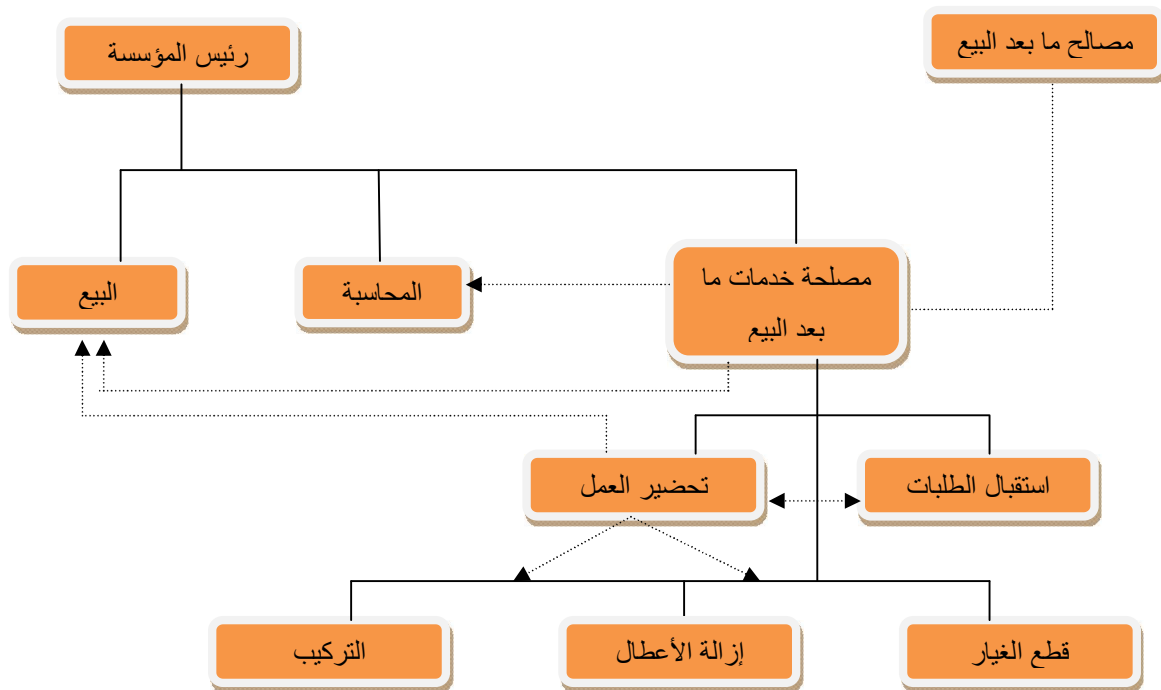 مصالح ما بعد البيع
رئيس المؤسسة
مصلحة خدمات ما
بعد البيع
المحاسبة
البيع
استقبال الطلبات
تحضير العمل
قطع الغيار
إزالة الأعطال
التركيب